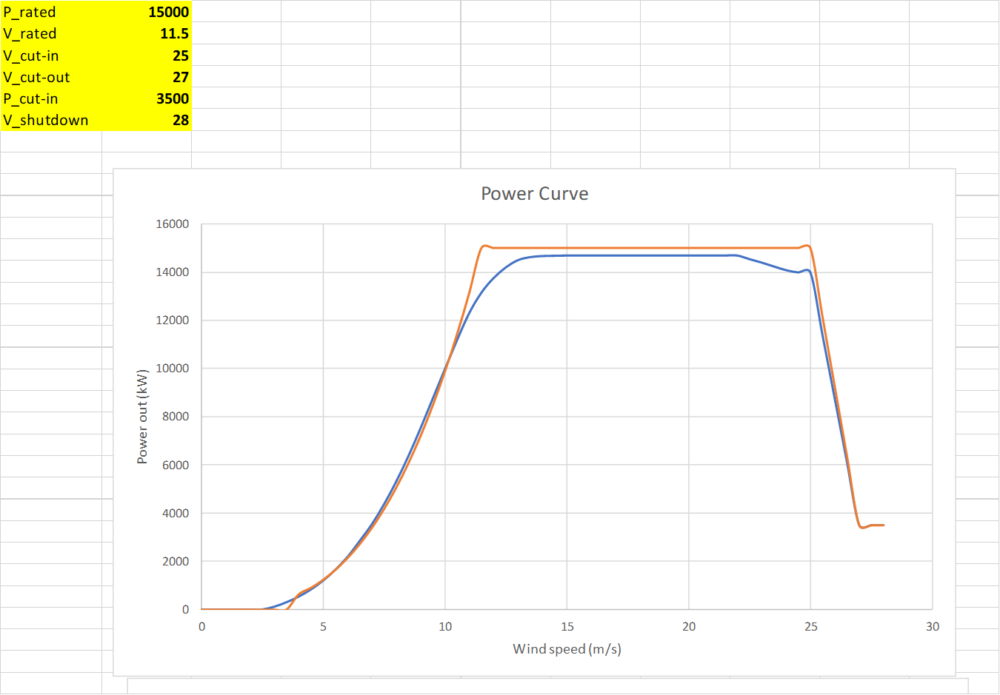 P_rated 15000
V_rated 11.5
V_cut-in 25
V_cut-out 27
P_cut-in 3500
V_shutdown 28
Power Curve
16000
14000
12000
10000
8000
6000
4000
2000
0
Power out (kW)
0 5 10 15 20 25 30
Wind speed (m/s)